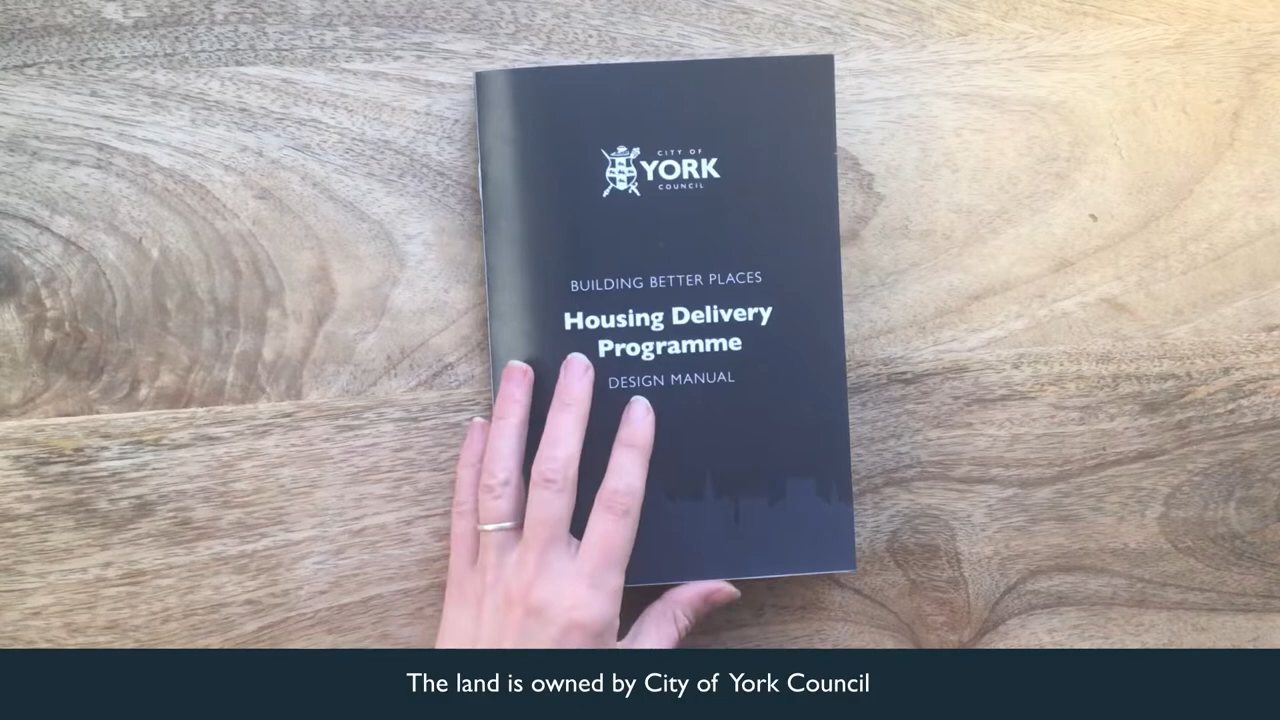 CITY OF
YORK
COUNCIL
BUILDING BETTER PLACES
Housing Delivery
Programme
DESIGN MANUAL
The land is owned by City of York Council